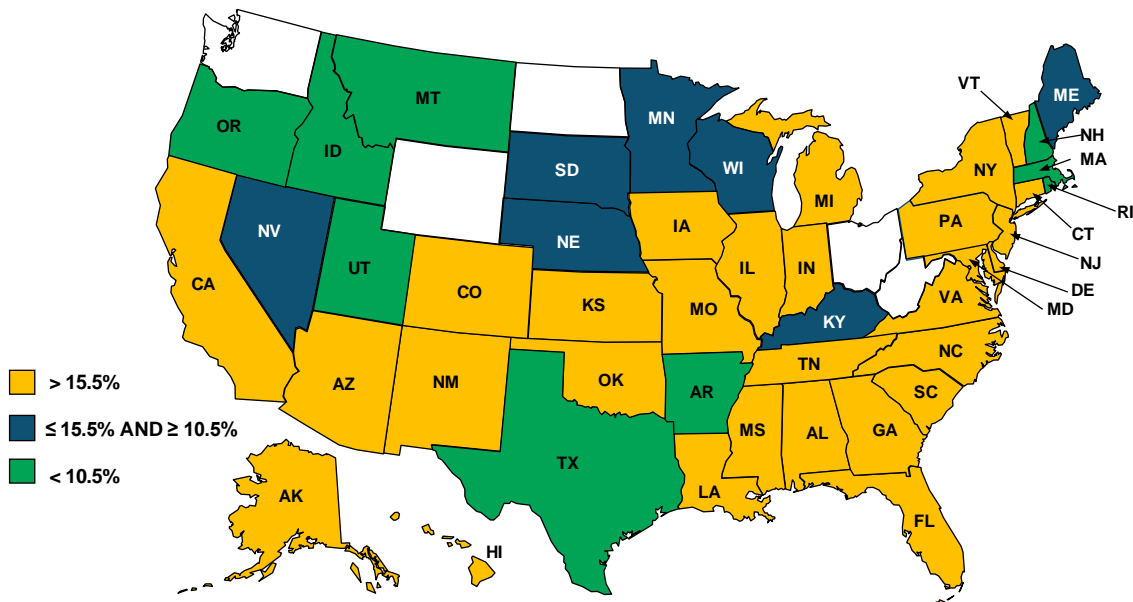 VT
ME
MT
MN
OR
NH
ID
MA
WI
SD
NY
MI
RI
IA
PA
NE
CT
NV
NJ
UT
IL
IN
CA
CO
DE
KS
VA
MO
MD
KY
NC
TN
> 15.5%
AZ
NM
OK
AR
SC
≤ 15.5% AND ≥ 10.5%
MS
AL
GA
TX
< 10.5%
LA
AK
FL
HI